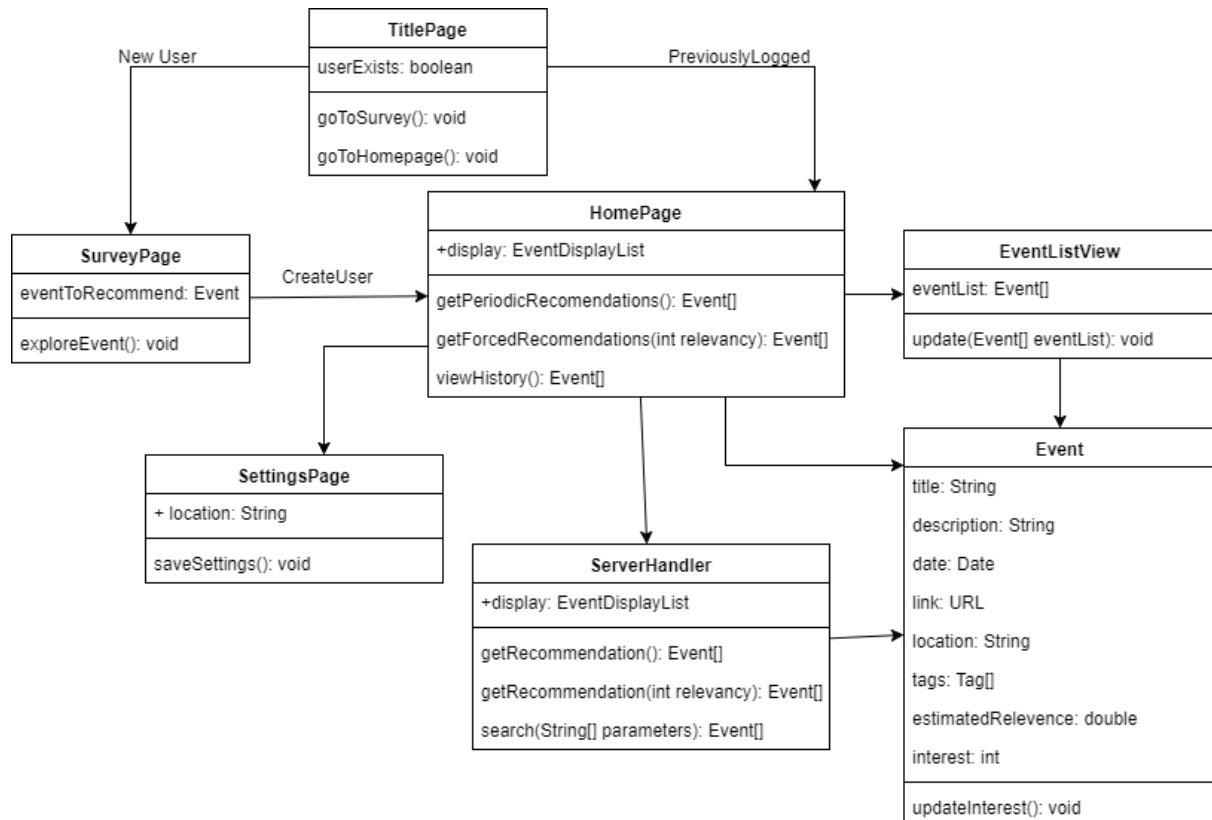 TitlePage
userExists: boolean
goToSurvey(): void
goToHomepage(): void
New User
PreviouslyLogged
SurveyPage
eventToRecommend: Event
exploreEvent(): void
CreateUser
HomePage
+display: EventDisplayList
getPeriodicRecomendations(): Event[]
getForcedRecomendations(int relevancy): Event[]
viewHistory(): Event[]
EventListView
eventList: Event[]
update(Event[] eventList): void
SettingsPage
+ location: String
saveSettings(): void
ServerHandler
+display: EventDisplayList
getRecommendation(): Event[]
getRecommendation(int relevancy): Event[]
search(String[] parameters): Event[]
Event
title: String
description: String
date: Date
link: URL
location: String
tags: Tag[]
estimatedRelevence: double
interest: int
updateInterest(): void